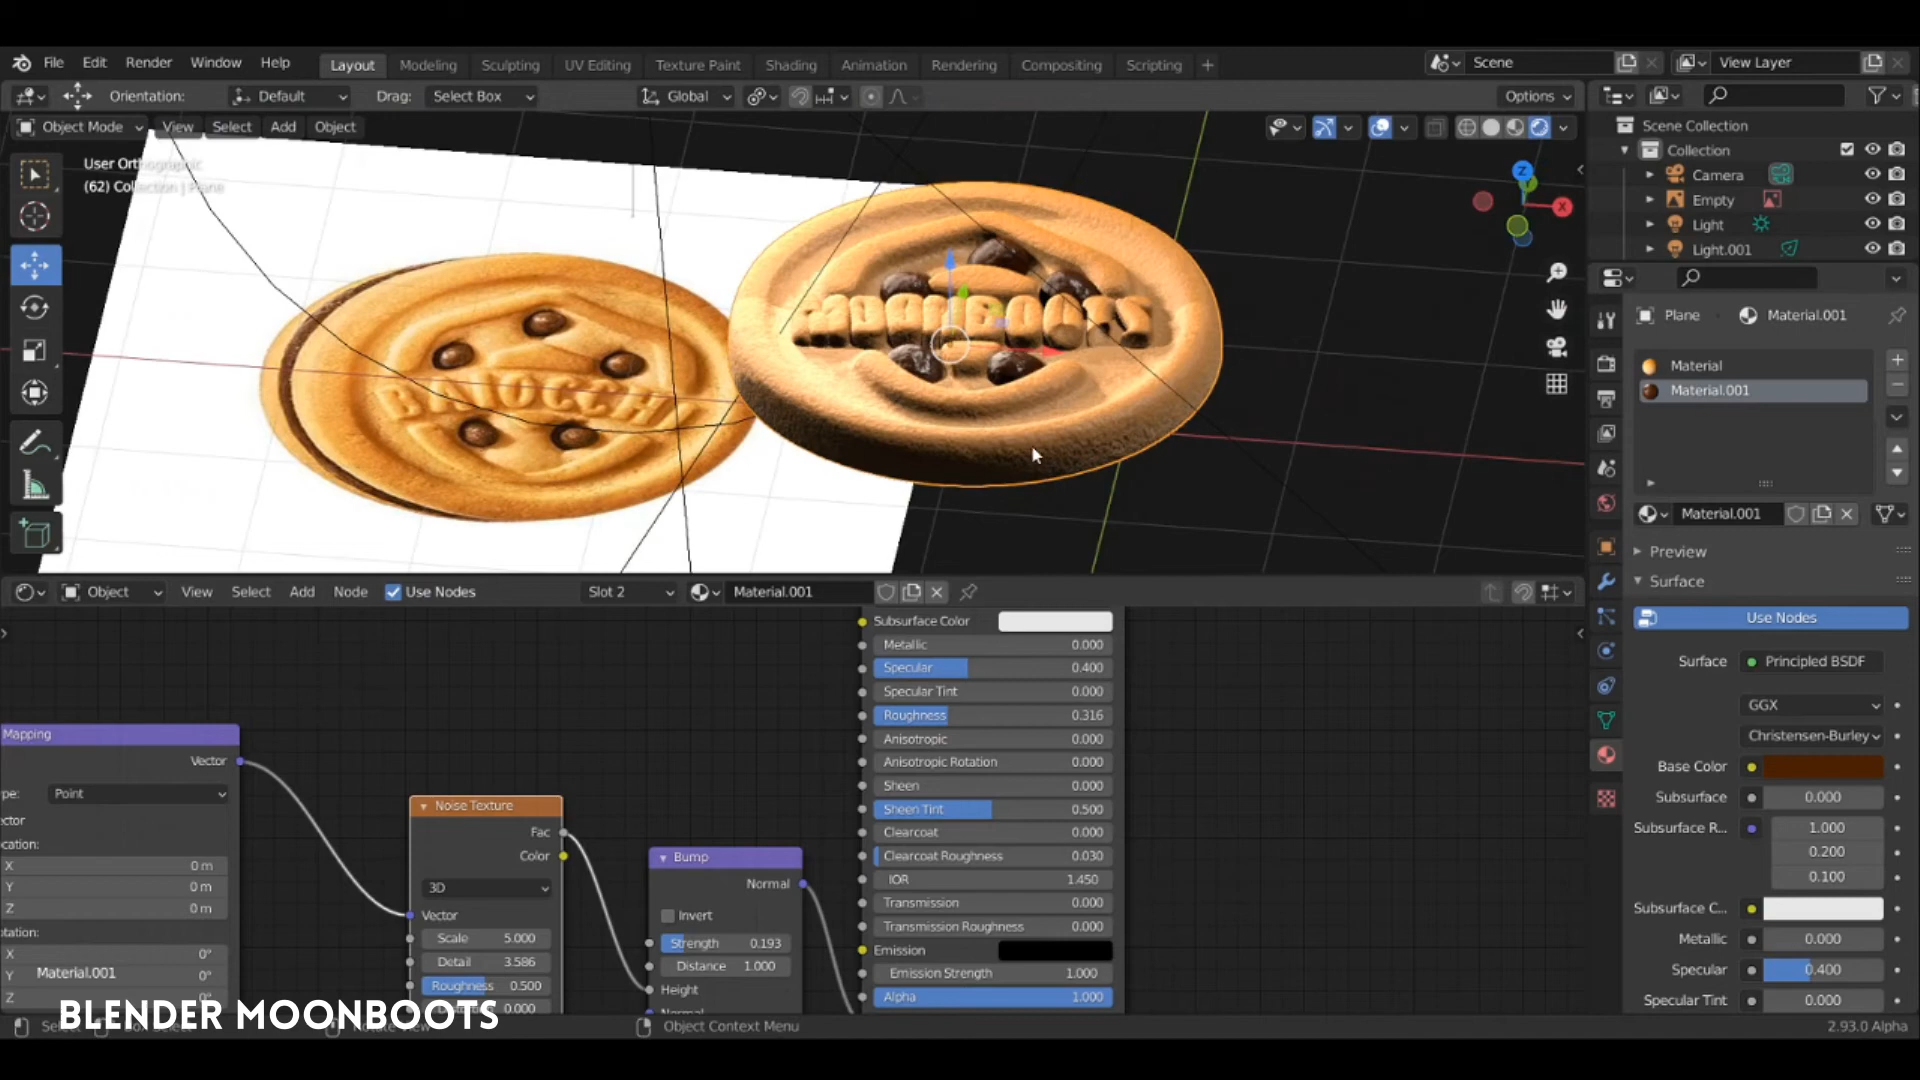 File Edit Render Window Help Layout Modeling Sculpting UV Editing Texture Paint Shading Animation Rendering Compositing Scripting + Scene View Layer
Orientation: Default Drag: Select Box Global Options
Object Mode View Select Add Object
User Orthographic
(62) Collection | Plane
Z
X
BAIOCCHI
Scene Collection
Collection
Camera
Empty
Light
Light.001
Plane Material.001
Material
Material.001
Material.001
Preview
Surface
Use Nodes
Surface Principled BSDF
GGX
Christensen-Burley
Base Color
Subsurface 0.000
Subsurface R... 1.000
0.200
0.100
Subsurface C...
Metallic 0.000
Specular 0.400
Specular Tint 0.000
Object View Select Add Node Use Nodes Slot 2 Material.001
Mapping
Vector
Point
X 0 m
Y 0 m
Z 0 m
X 0°
Y 0°
Z 0°
Material.001
Noise Texture
Fac
Color
3D
Vector
Scale 5.000
Detail 3.586
Roughness 0.500
0.000
Bump
Normal
Invert
Strength 0.193
Distance 1.000
Height
Normal
Subsurface Color
Metallic 0.000
Specular 0.400
Specular Tint 0.000
Roughness 0.316
Anisotropic 0.000
Anisotropic Rotation 0.000
Sheen 0.000
Sheen Tint 0.500
Clearcoat 0.000
Clearcoat Roughness 0.030
IOR 1.450
Transmission 0.000
Transmission Roughness 0.000
Emission
Emission Strength 1.000
Alpha 1.000
BLENDER MOONBOOTS
Object Context Menu
2.93.0 Alpha